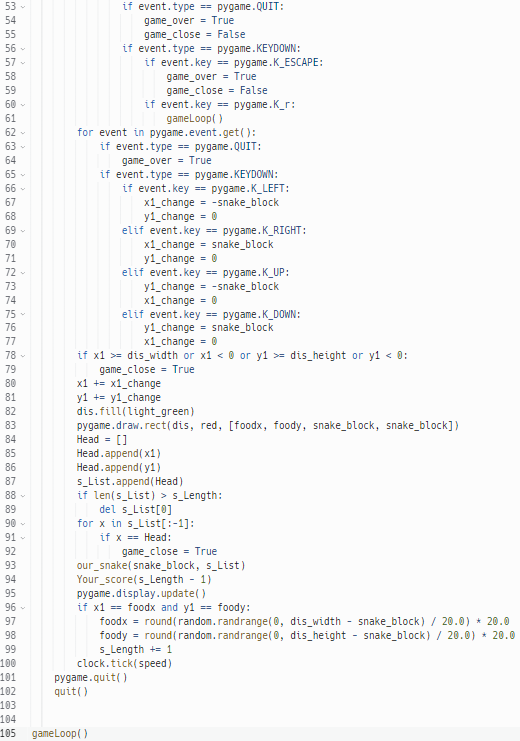 53 if event.type == pygame.QUIT:
54 game_over = True
55 game_close = False
56 if event.type == pygame.KEYDOWN:
57 if event.key == pygame.K_ESCAPE:
58 game_over = True
59 game_close = False
60 if event.key == pygame.K_r:
61 gameLoop()
62 for event in pygame.event.get():
63 if event.type == pygame.QUIT:
64 game_over = True
65 if event.type == pygame.KEYDOWN:
66 if event.key == pygame.K_LEFT:
67 x1_change = -snake_block
68 y1_change = 0
69 elif event.key == pygame.K_RIGHT:
70 x1_change = snake_block
71 y1_change = 0
72 elif event.key == pygame.K_UP:
73 y1_change = -snake_block
74 x1_change = 0
75 elif event.key == pygame.K_DOWN:
76 y1_change = snake_block
77 x1_change = 0
78 if x1 >= dis_width or x1 < 0 or y1 >= dis_height or y1 < 0:
79 game_close = True
80 x1 += x1_change
81 y1 += y1_change
82 dis.fill(light_green)
83 pygame.draw.rect(dis, red, [foodx, foody, snake_block, snake_block])
84 Head = []
85 Head.append(x1)
86 Head.append(y1)
87 s_List.append(Head)
88 if len(s_List) > s_Length:
89 del s_List[0]
90 for x in s_List[:-1]:
91 if x == Head:
92 game_close = True
93 our_snake(snake_block, s_List)
94 Your_score(s_Length - 1)
95 pygame.display.update()
96 if x1 == foodx and y1 == foody:
97 foodx = round(random.randrange(0, dis_width - snake_block) / 20.0) * 20.0
98 foody = round(random.randrange(0, dis_height - snake_block) / 20.0) * 20.0
99 s_Length += 1
100 clock.tick(speed)
101 pygame.quit()
102 quit()
103
104
105 gameLoop()